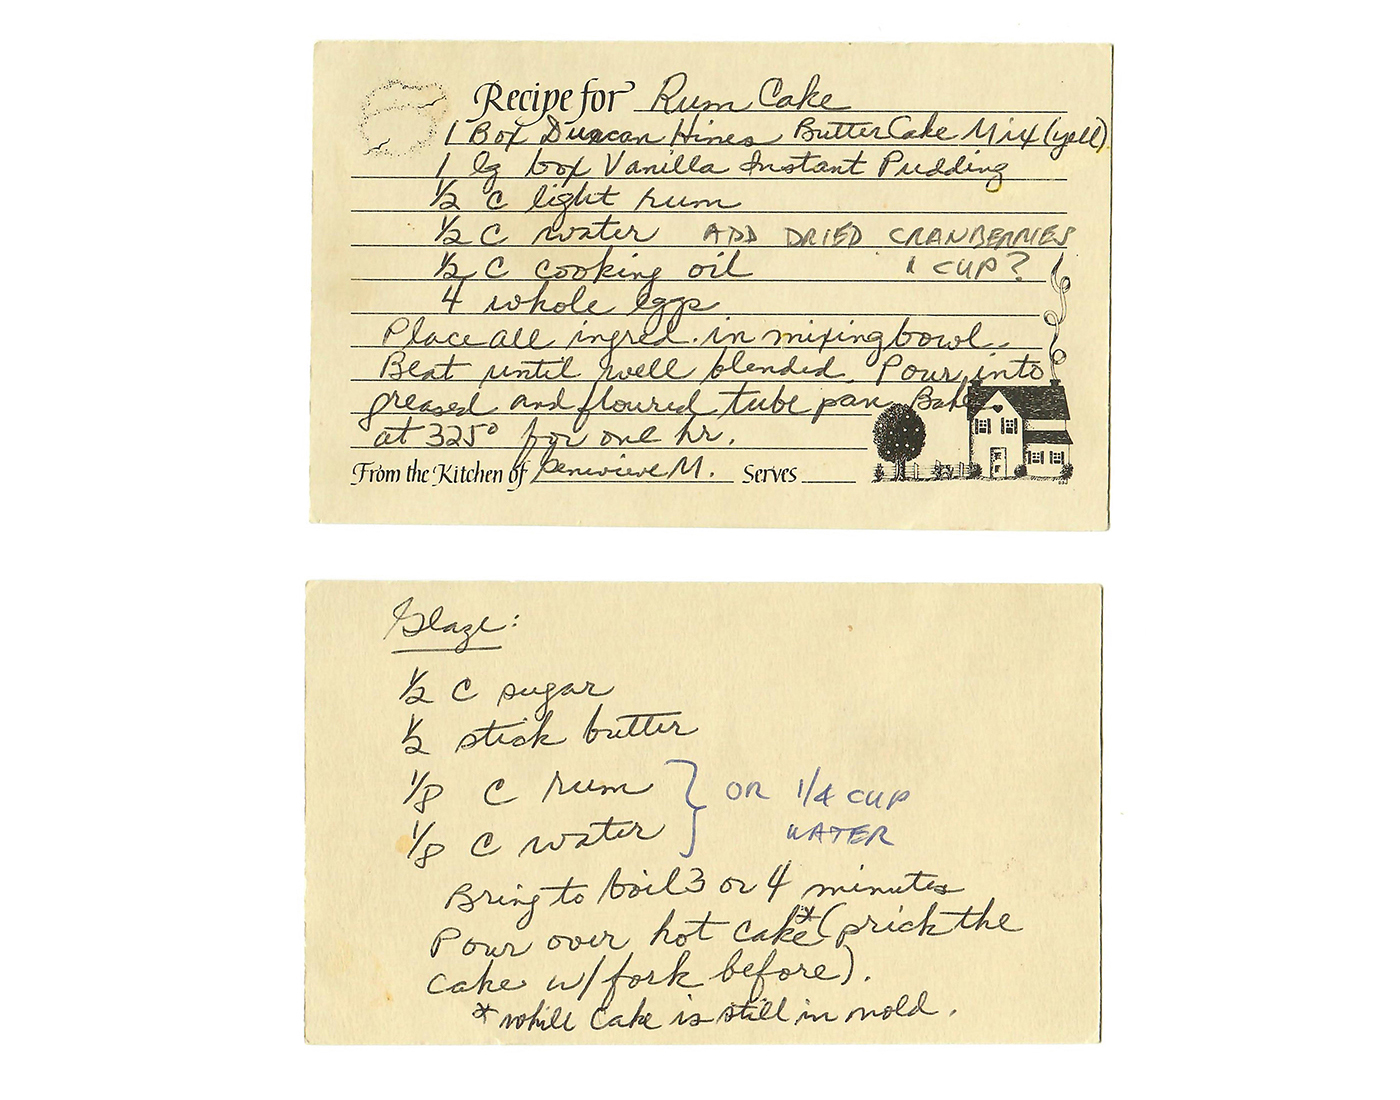 Recipe for Rum Cake
1 Box Duncan Hines Butter Cake Mix (yell)
1 lg box Vanilla Instant Pudding
1/2 C light rum
1/2 C water ADD DRIED CRANBERRIES
1/2 C cooking oil 1 CUP?
4 whole eggs
Place all ingred. in mixing bowl.
Beat until well blended. Pour into
greased and floured tube pan. Bake
at 325° for one hr.
From the Kitchen of Genevieve M. Serves
Glaze:
1/2 C sugar
1/2 stick butter
1/8 C rum } OR 1/4 CUP
1/8 C water } WATER
Bring to boil 3 or 4 minutes
Pour over hot cake* (prick the
cake w/ fork before).
* while cake is still in mold.